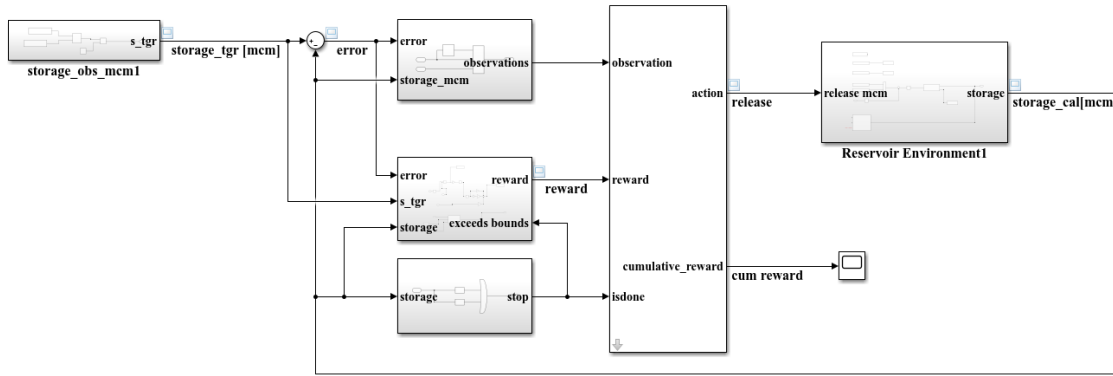 s_tgr
storage_obs_mcm1
storage_tgr [mcm]
+
-
error
error
observations
storage_mcm
error
s_tgr
storage
reward
exceeds bounds
reward
storage
stop
observation
reward
isdone
action
cumulative_reward
release
cum reward
release mcm
storage
Reservoir Environment1
storage_cal[mcm